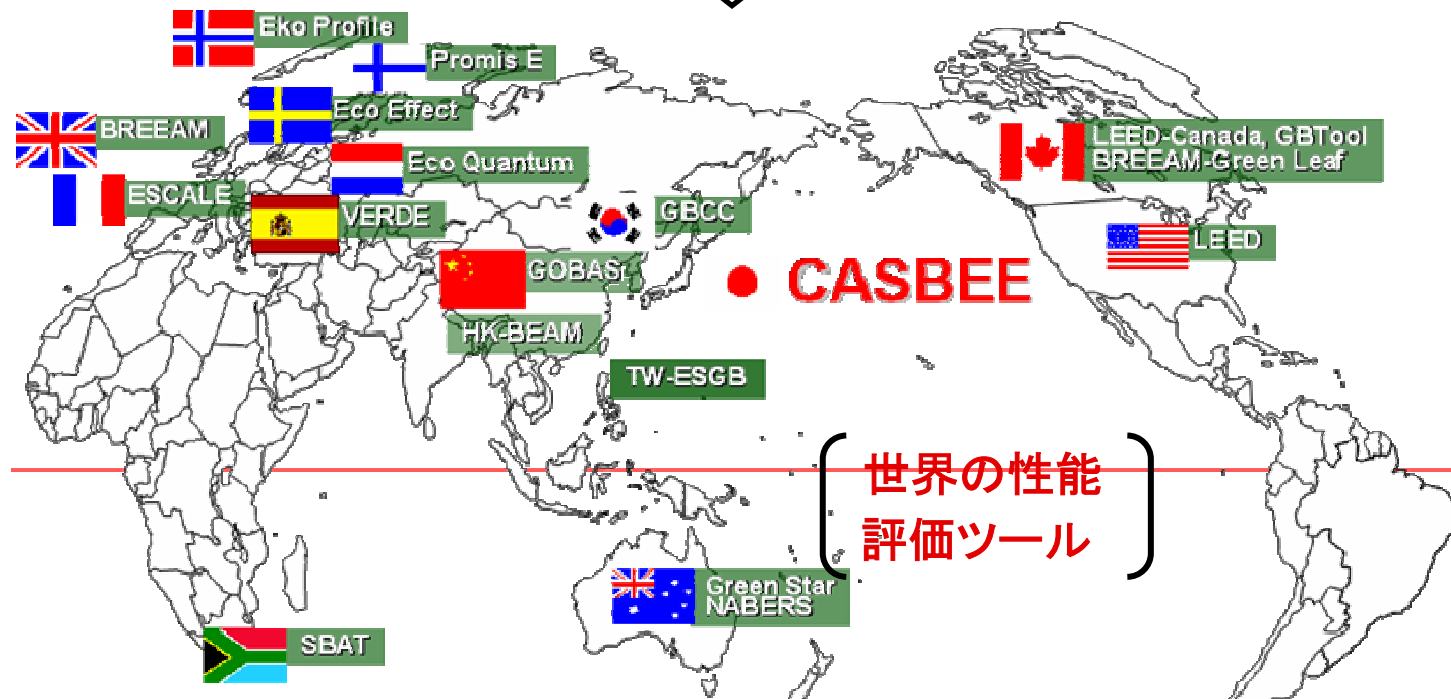 Eko Profile
Promis E
Eco Effect
BREEAM
LEED-Canada, GBTool
BREEAM-Green Leaf
Eco Quantum
ESCALE
VERDE
GBCC
LEED
GOBAS
CASBEE
HK-BEAM
TW-ESGB
世界の性能
評価ツール
Green Star
NABERS
SBAT